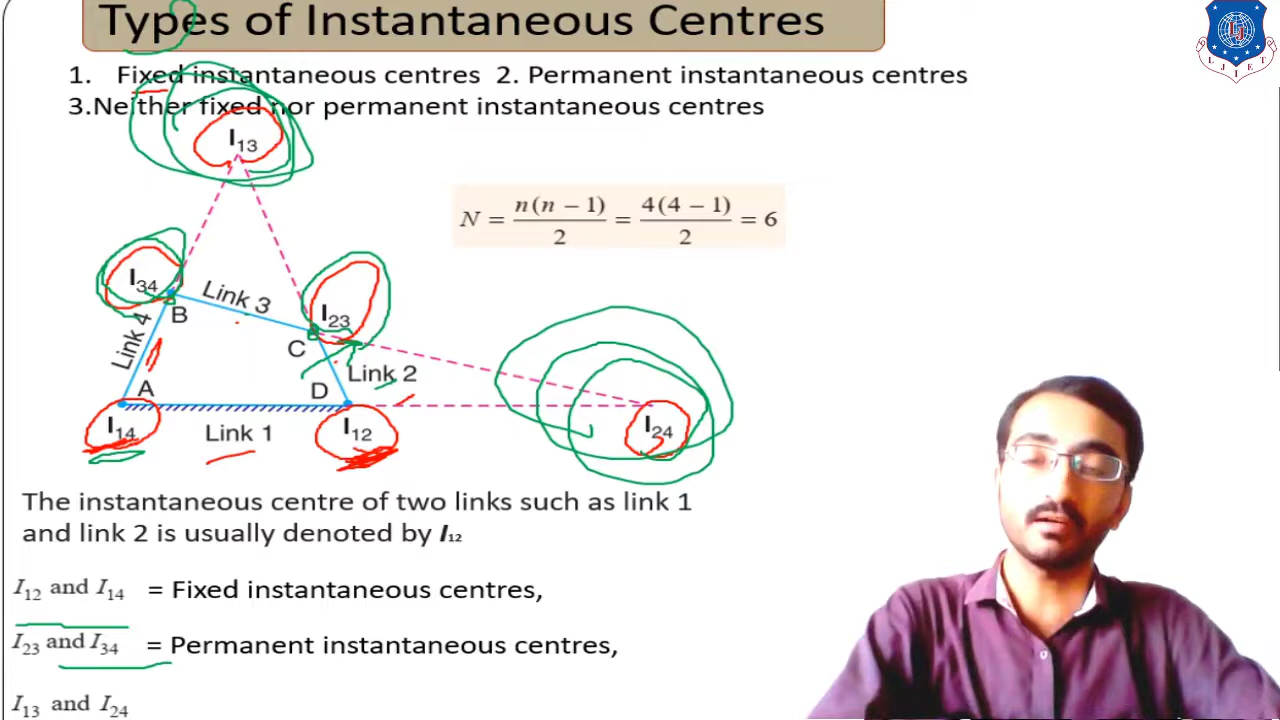 Types of Instantaneous Centres
1. Fixed instantaneous centres 2. Permanent instantaneous centres
3.Neither fixed nor permanent instantaneous centres
LJIET
I13
N = n(n − 1)/2 = 4(4 − 1)/2 = 6
I34
Link 3
I23
B
Link 4
C
Link 2
A
D
I14
Link 1
I12
I24
The instantaneous centre of two links such as link 1
and link 2 is usually denoted by I12
I12 and I14 = Fixed instantaneous centres,
I23 and I34 = Permanent instantaneous centres,
I13 and I24